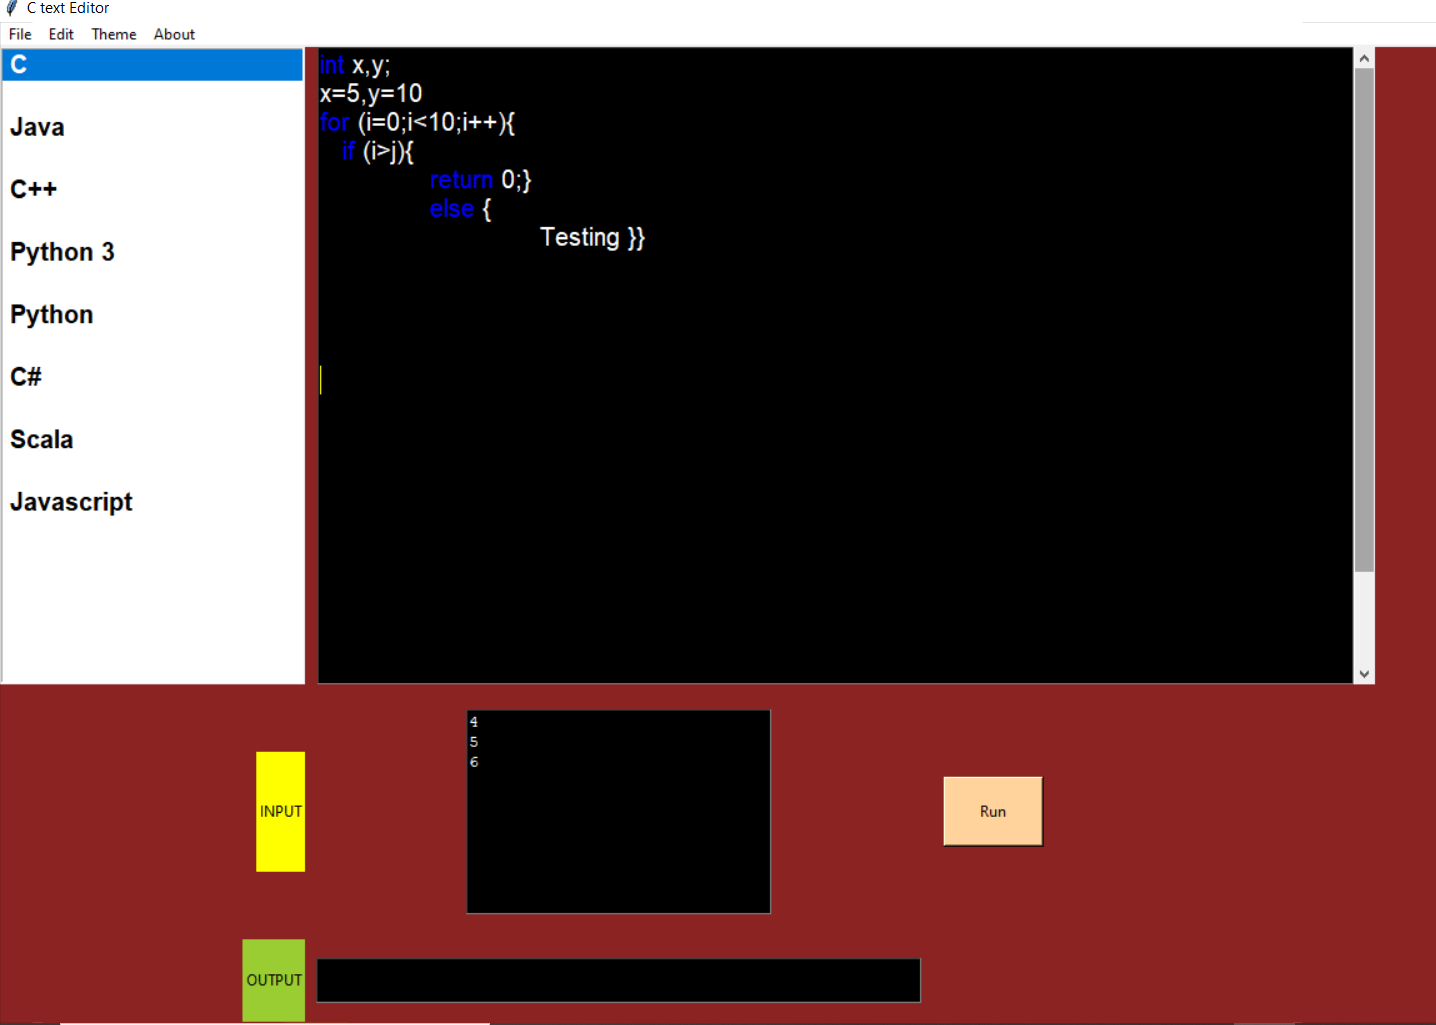 C text Editor
File Edit Theme About
C
Java
C++
Python 3
Python
C#
Scala
Javascript
int x,y;
x=5,y=10
for (i=0;i<10;i++){
if (i>j){
return 0;}
else {
Testing }}
4
5
6
INPUT
Run
OUTPUT